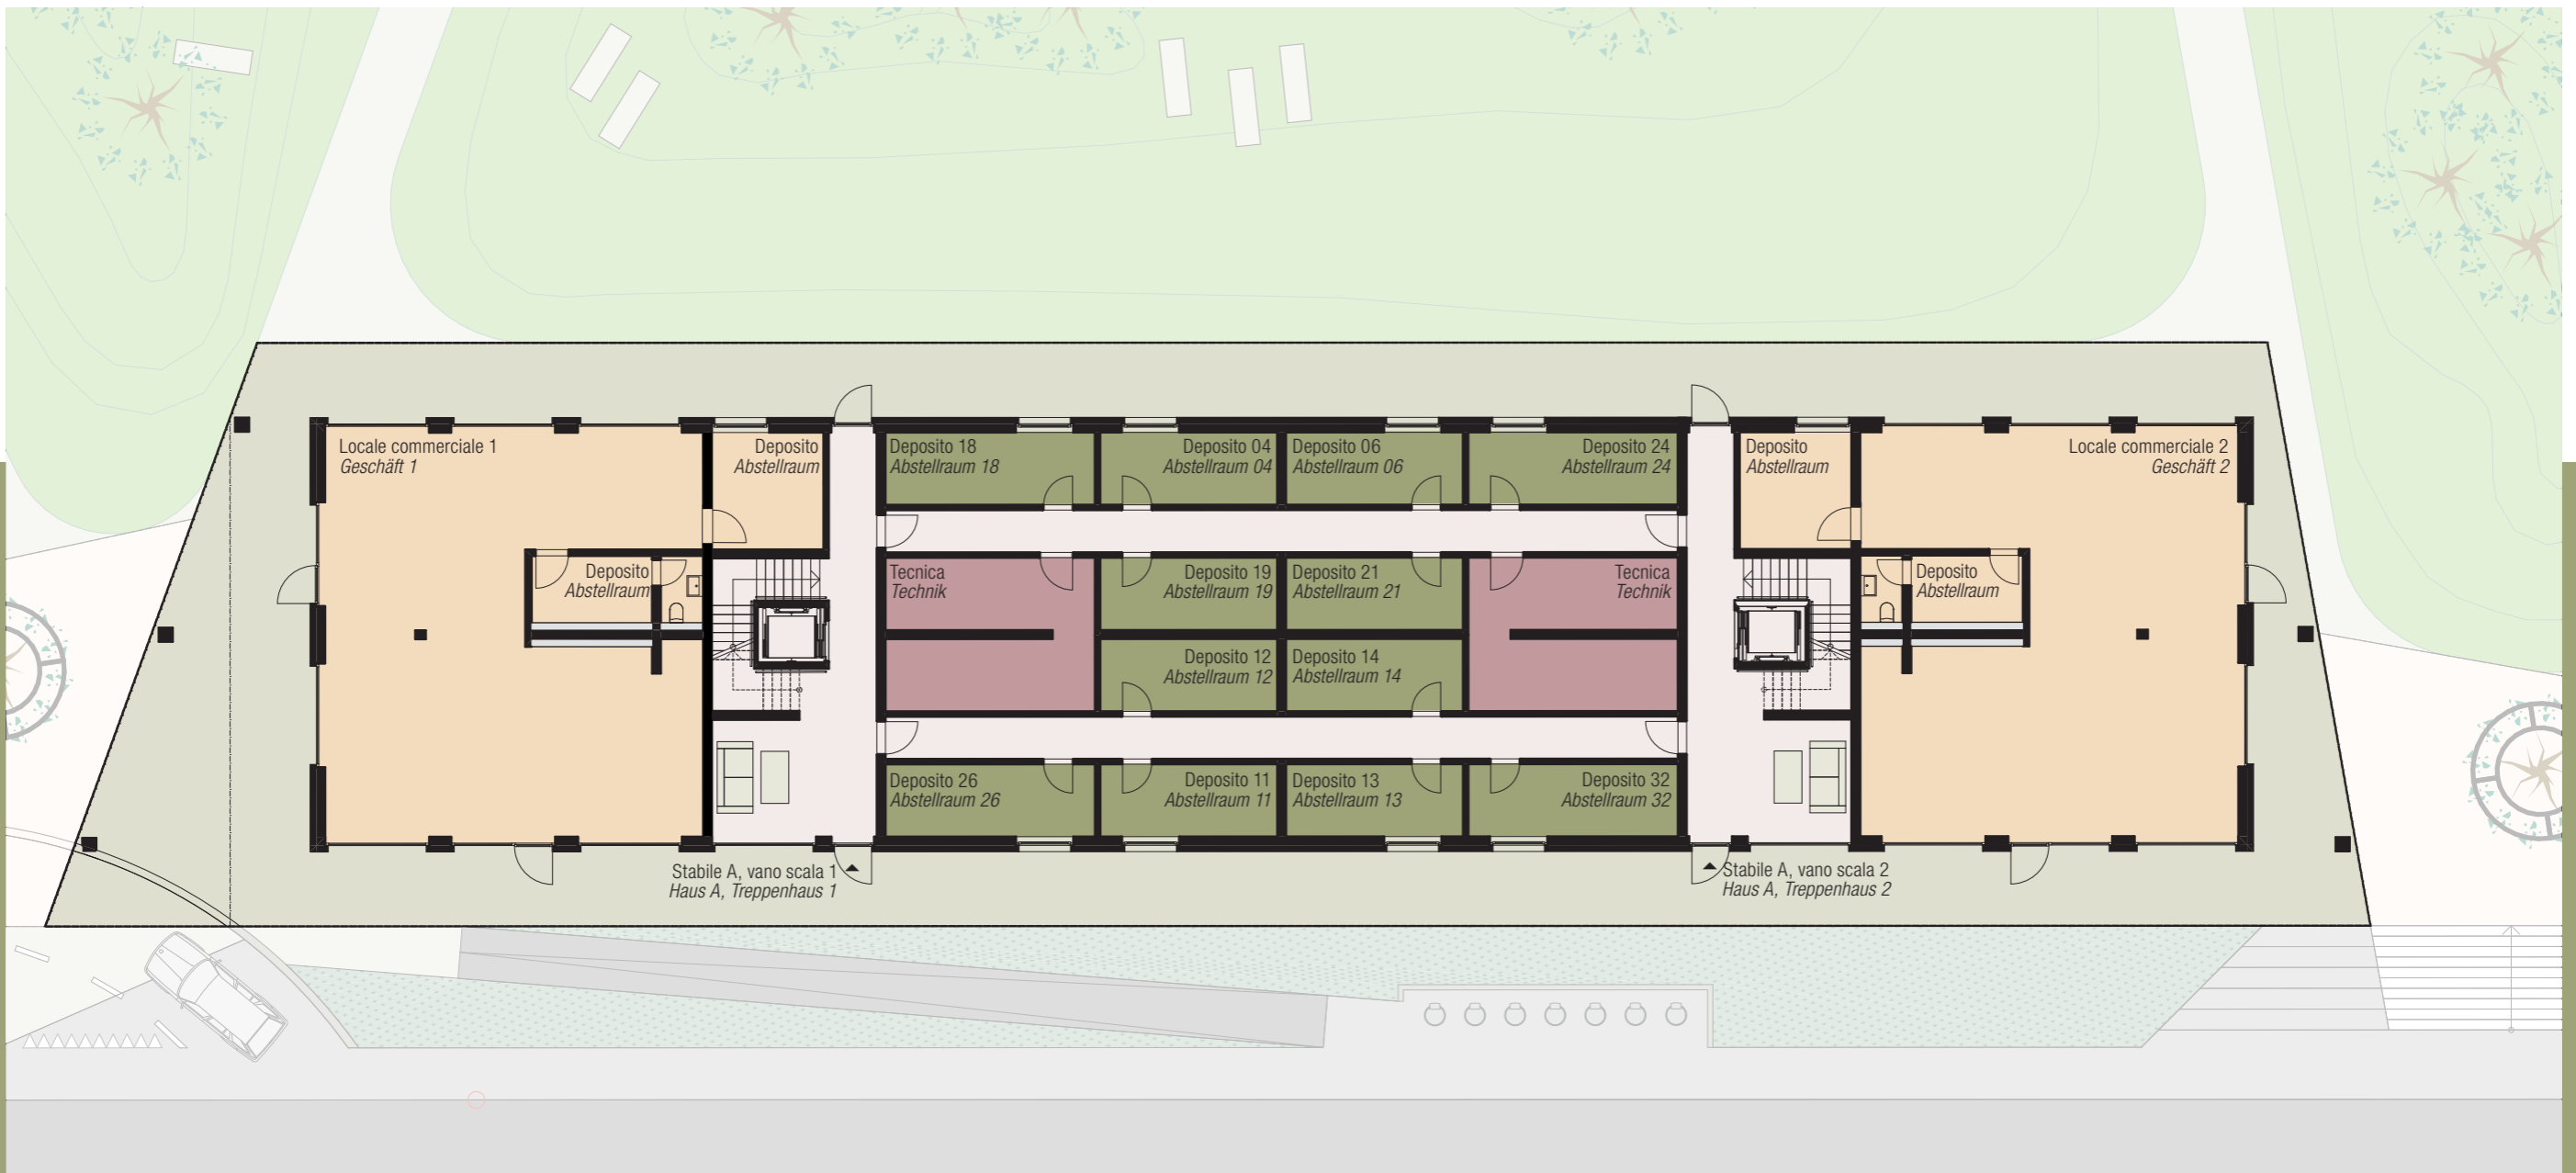 Locale commerciale 1
Geschäft 1
Deposito
Abstellraum
Deposito 18
Abstellraum 18
Deposito 04
Abstellraum 04
Deposito 06
Abstellraum 06
Deposito 24
Abstellraum 24
Deposito
Abstellraum
Locale commerciale 2
Geschäft 2
Deposito
Abstellraum
Tecnica
Technik
Deposito 19
Abstellraum 19
Deposito 21
Abstellraum 21
Tecnica
Technik
Deposito
Abstellraum
Deposito 12
Abstellraum 12
Deposito 14
Abstellraum 14
Deposito 26
Abstellraum 26
Deposito 11
Abstellraum 11
Deposito 13
Abstellraum 13
Deposito 32
Abstellraum 32
Stabile A, vano scala 1
Haus A, Treppenhaus 1
Stabile A, vano scala 2
Haus A, Treppenhaus 2